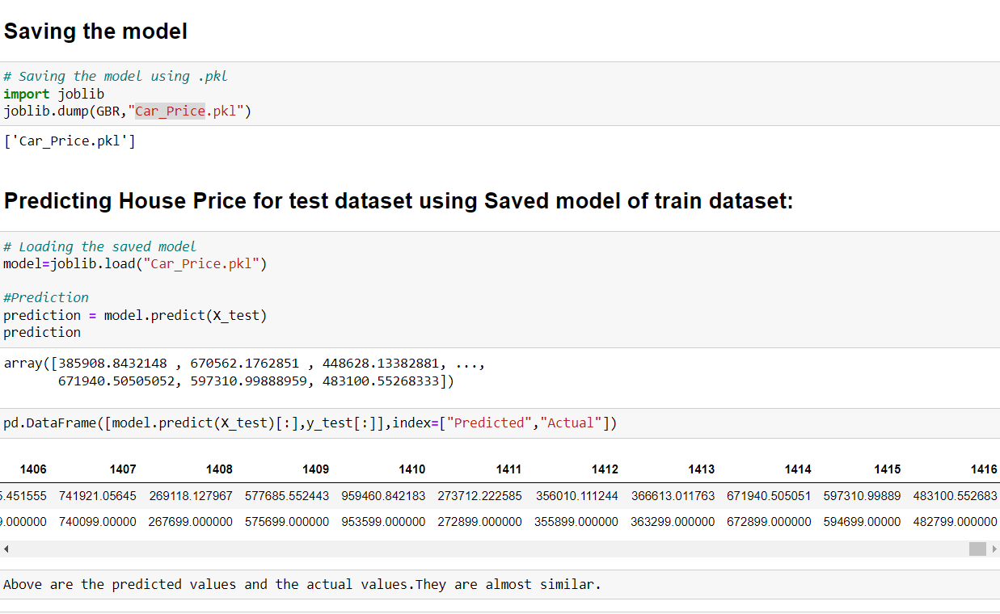 Saving the model
# Saving the model using .pkl
import joblib
joblib.dump(GBR,"Car_Price.pkl")
['Car_Price.pkl']
Predicting House Price for test dataset using Saved model of train dataset:
# Loading the saved model
model=joblib.load("Car_Price.pkl")
#Prediction
prediction = model.predict(X_test)
prediction
array([385908.8432148 , 670562.1762851 , 448628.13382881, ...,
671940.50505052, 597310.99888959, 483100.55268333])
pd.DataFrame([model.predict(X_test)[:],y_test[:]],index=["Predicted","Actual"])
1406 1407 1408 1409 1410 1411 1412 1413 1414 1415 1416
.451555 741921.05645 269118.127967 577685.552443 959460.842183 273712.222585 356010.111244 366613.011763 671940.505051 597310.99889 483100.552683
.000000 740099.00000 267699.000000 575699.000000 953599.000000 272899.000000 355899.000000 363299.000000 672899.000000 594699.00000 482799.000000
Above are the predicted values and the actual values.They are almost similar.